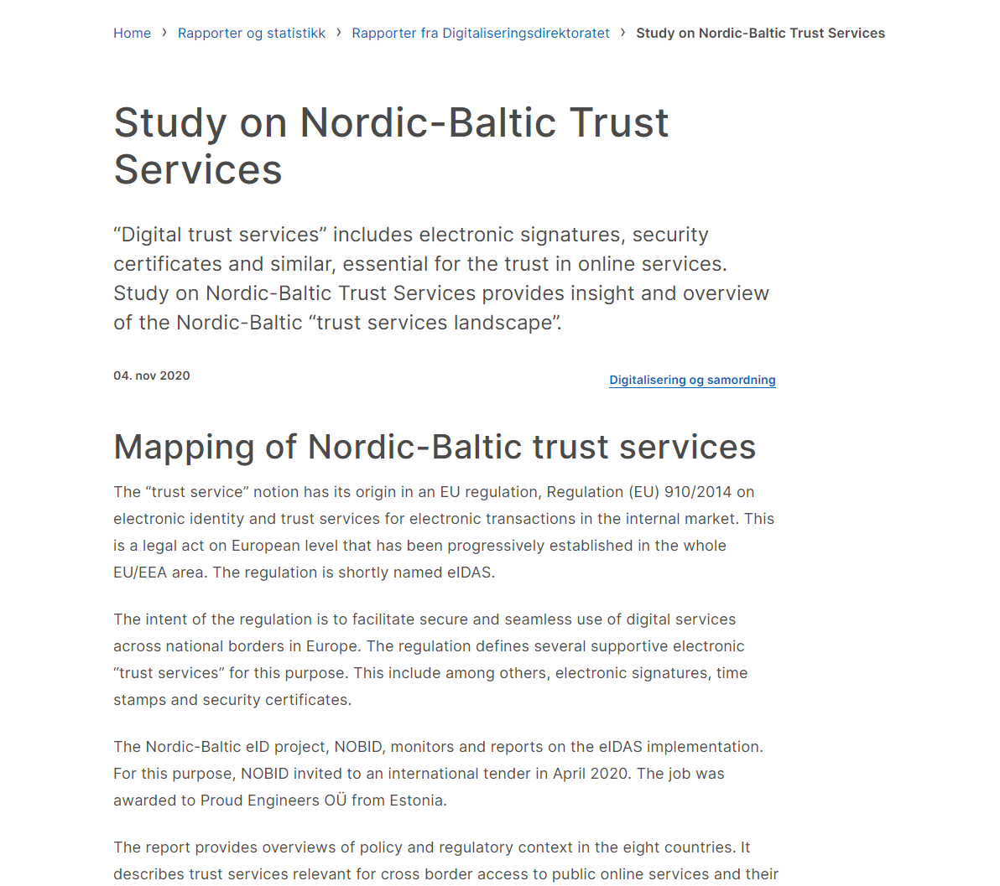 Home › Rapporter og statistikk › Rapporter fra Digitaliseringsdirektoratet › Study on Nordic-Baltic Trust Services
Study on Nordic-Baltic Trust
Services
“Digital trust services” includes electronic signatures, security
certificates and similar, essential for the trust in online services.
Study on Nordic-Baltic Trust Services provides insight and overview
of the Nordic-Baltic “trust services landscape”.
04. nov 2020
Digitalisering og samordning
Mapping of Nordic-Baltic trust services
The “trust service” notion has its origin in an EU regulation, Regulation (EU) 910/2014 on
electronic identity and trust services for electronic transactions in the internal market. This
is a legal act on European level that has been progressively established in the whole
EU/EEA area. The regulation is shortly named eIDAS.
The intent of the regulation is to facilitate secure and seamless use of digital services
across national borders in Europe. The regulation defines several supportive electronic
“trust services” for this purpose. This include among others, electronic signatures, time
stamps and security certificates.
The Nordic-Baltic eID project, NOBID, monitors and reports on the eIDAS implementation.
For this purpose, NOBID invited to an international tender in April 2020. The job was
awarded to Proud Engineers OÜ from Estonia.
The report provides overviews of policy and regulatory context in the eight countries. It
describes trust services relevant for cross border access to public online services and their